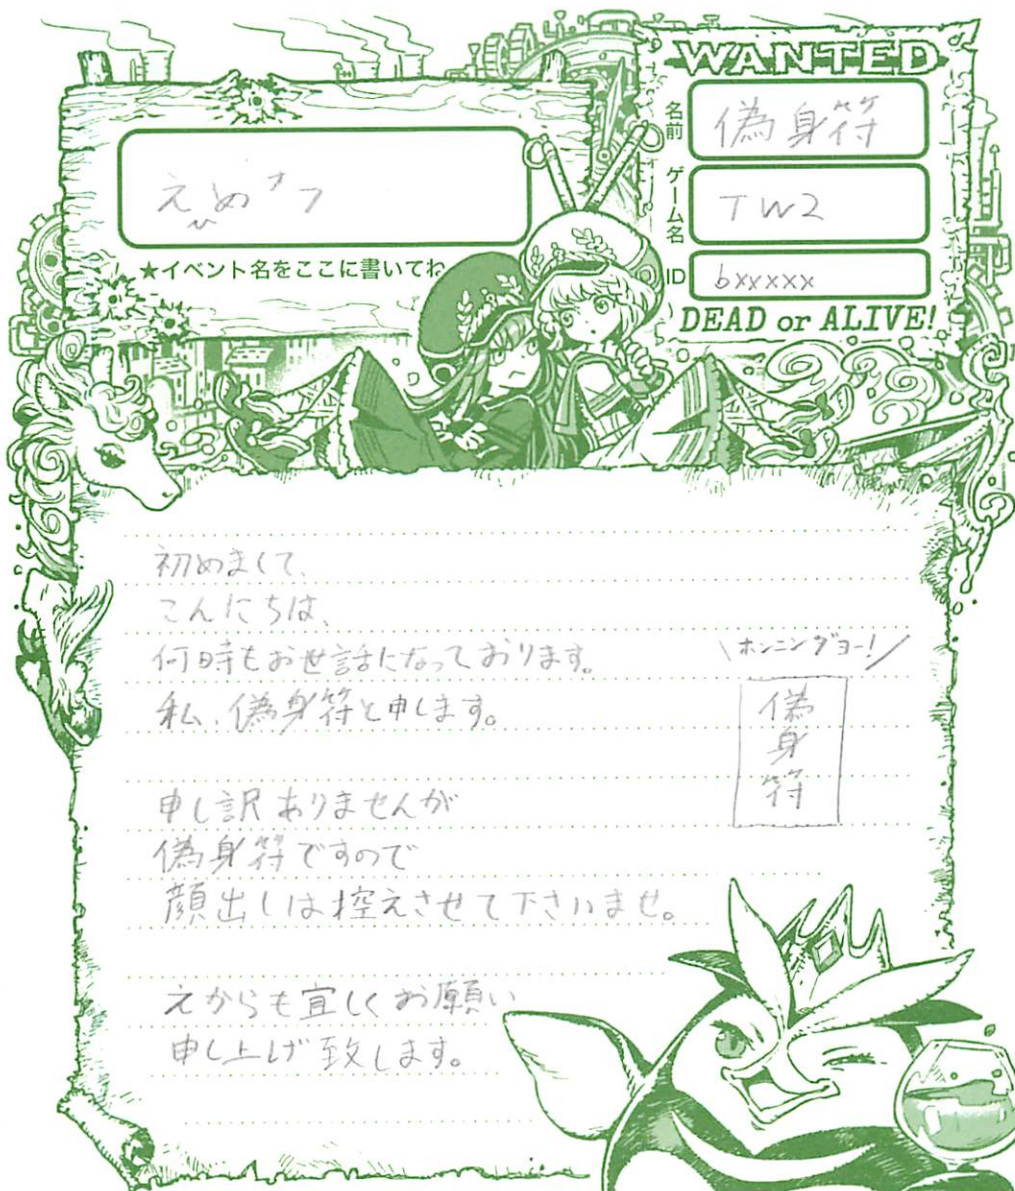 WANTED
名前
偽身符
ゲーム名
TW2
ID
bxxxxx
DEAD or ALIVE!
えぬナフ
★イベント名をここに書いてね
初めまして、
こんにちは、
何時もお世話になっております。
私、偽身符と申します。
\ホンニンダヨー!/
偽身符
申し訳ありませんが
偽身符ですので
顔出しは控えさせて下さいませ。
えからも宜しくお願い
申し上げ致します。